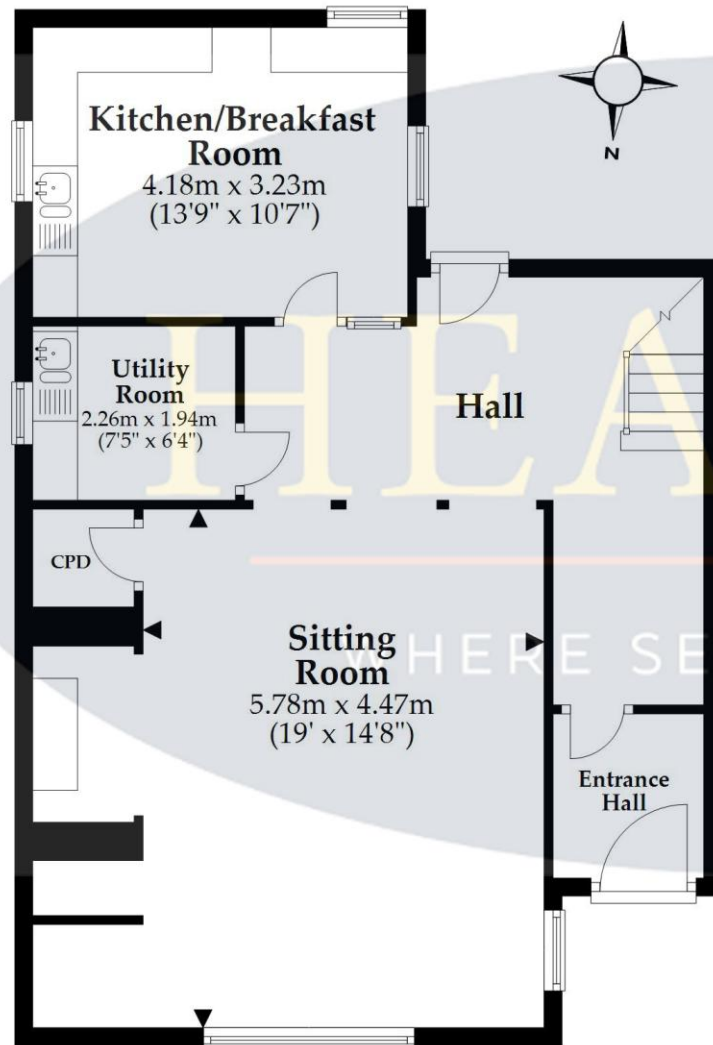 Kitchen/Breakfast
Room
4.18m x 3.23m
(13'9" x 10'7")
N
Utility
Room
2.26m x 1.94m
(7'5" x 6'4")
Hall
HEA
CPD
Sitting
Room
5.78m x 4.47m
(19' x 14'8")
WHERE SE
Entrance
Hall